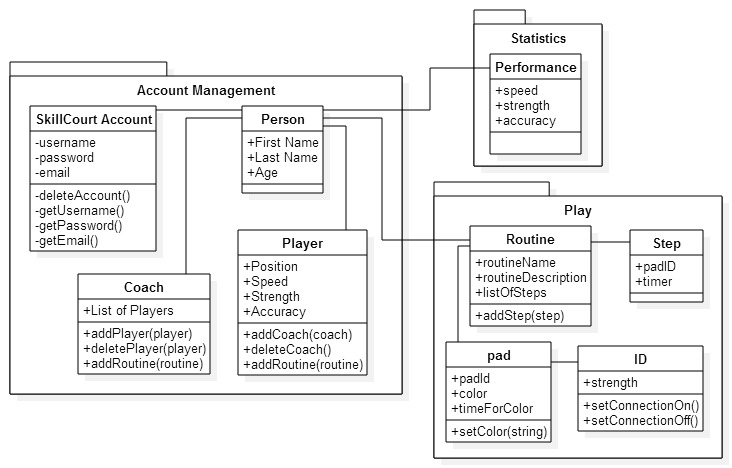 Statistics
Performance
+speed
+strength
+accuracy
Account Management
SkillCourt Account
-username
-password
-email
-deleteAccount()
-getUsername()
-getPassword()
-getEmail()
Person
+First Name
+Last Name
+Age
Player
+Position
+Speed
+Strength
+Accuracy
+addCoach(coach)
+deleteCoach()
+addRoutine(routine)
Coach
+List of Players
+addPlayer(player)
+deletePlayer(player)
+addRoutine(routine)
Play
Routine
+routineName
+routineDescription
+listOfSteps
+addStep(step)
Step
+padID
+timer
pad
+padId
+color
+timeForColor
+setColor(string)
ID
+strength
+setConnectionOn()
+setConnectionOff()